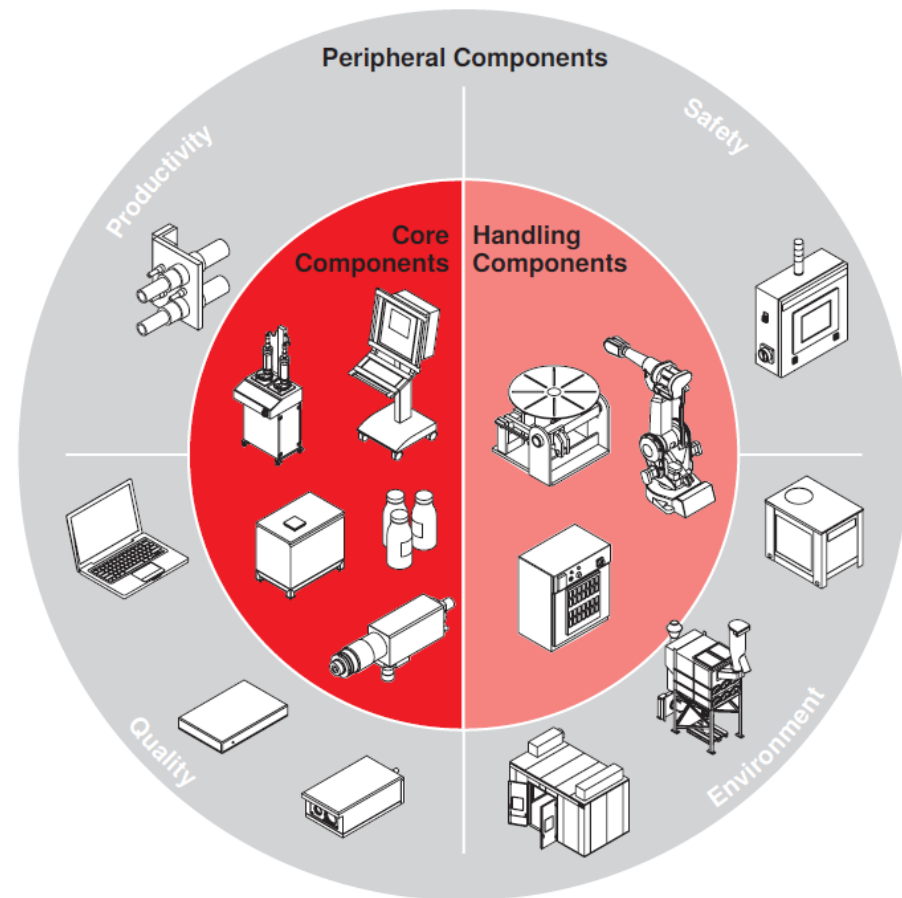 Peripheral Components
Productivity
Safety
Core
Components
Handling
Components
Quality
Environment